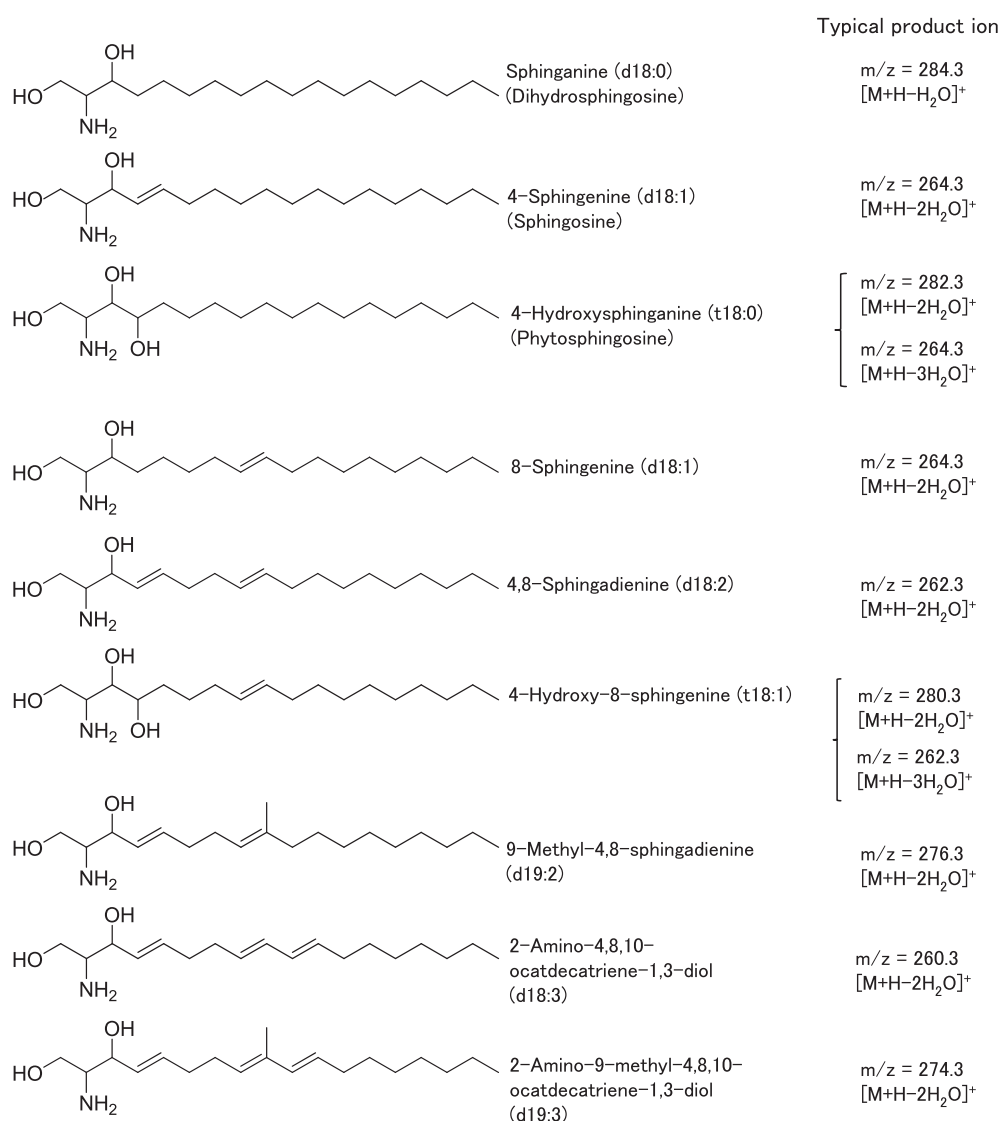 Typical product ion
OH
HO
NH2
Sphinganine (d18:0)
(Dihydrosphingosine)
m/z = 284.3
[M+H−H2O]+
OH
HO
NH2
4−Sphingenine (d18:1)
(Sphingosine)
m/z = 264.3
[M+H−2H2O]+
OH
HO
NH2 OH
4−Hydroxysphinganine (t18:0)
(Phytosphingosine)
m/z = 282.3
[M+H−2H2O]+
m/z = 264.3
[M+H−3H2O]+
OH
HO
NH2
8−Sphingenine (d18:1)
m/z = 264.3
[M+H−2H2O]+
OH
HO
NH2
4,8−Sphingadienine (d18:2)
m/z = 262.3
[M+H−2H2O]+
OH
HO
NH2 OH
4−Hydroxy−8−sphingenine (t18:1)
m/z = 280.3
[M+H−2H2O]+
m/z = 262.3
[M+H−3H2O]+
OH
HO
NH2
9−Methyl−4,8−sphingadienine
(d19:2)
m/z = 276.3
[M+H−2H2O]+
OH
HO
NH2
2−Amino−4,8,10−
ocatdecatriene−1,3−diol
(d18:3)
m/z = 260.3
[M+H−2H2O]+
OH
HO
NH2
2−Amino−9−methyl−4,8,10−
ocatdecatriene−1,3−diol
(d19:3)
m/z = 274.3
[M+H−2H2O]+